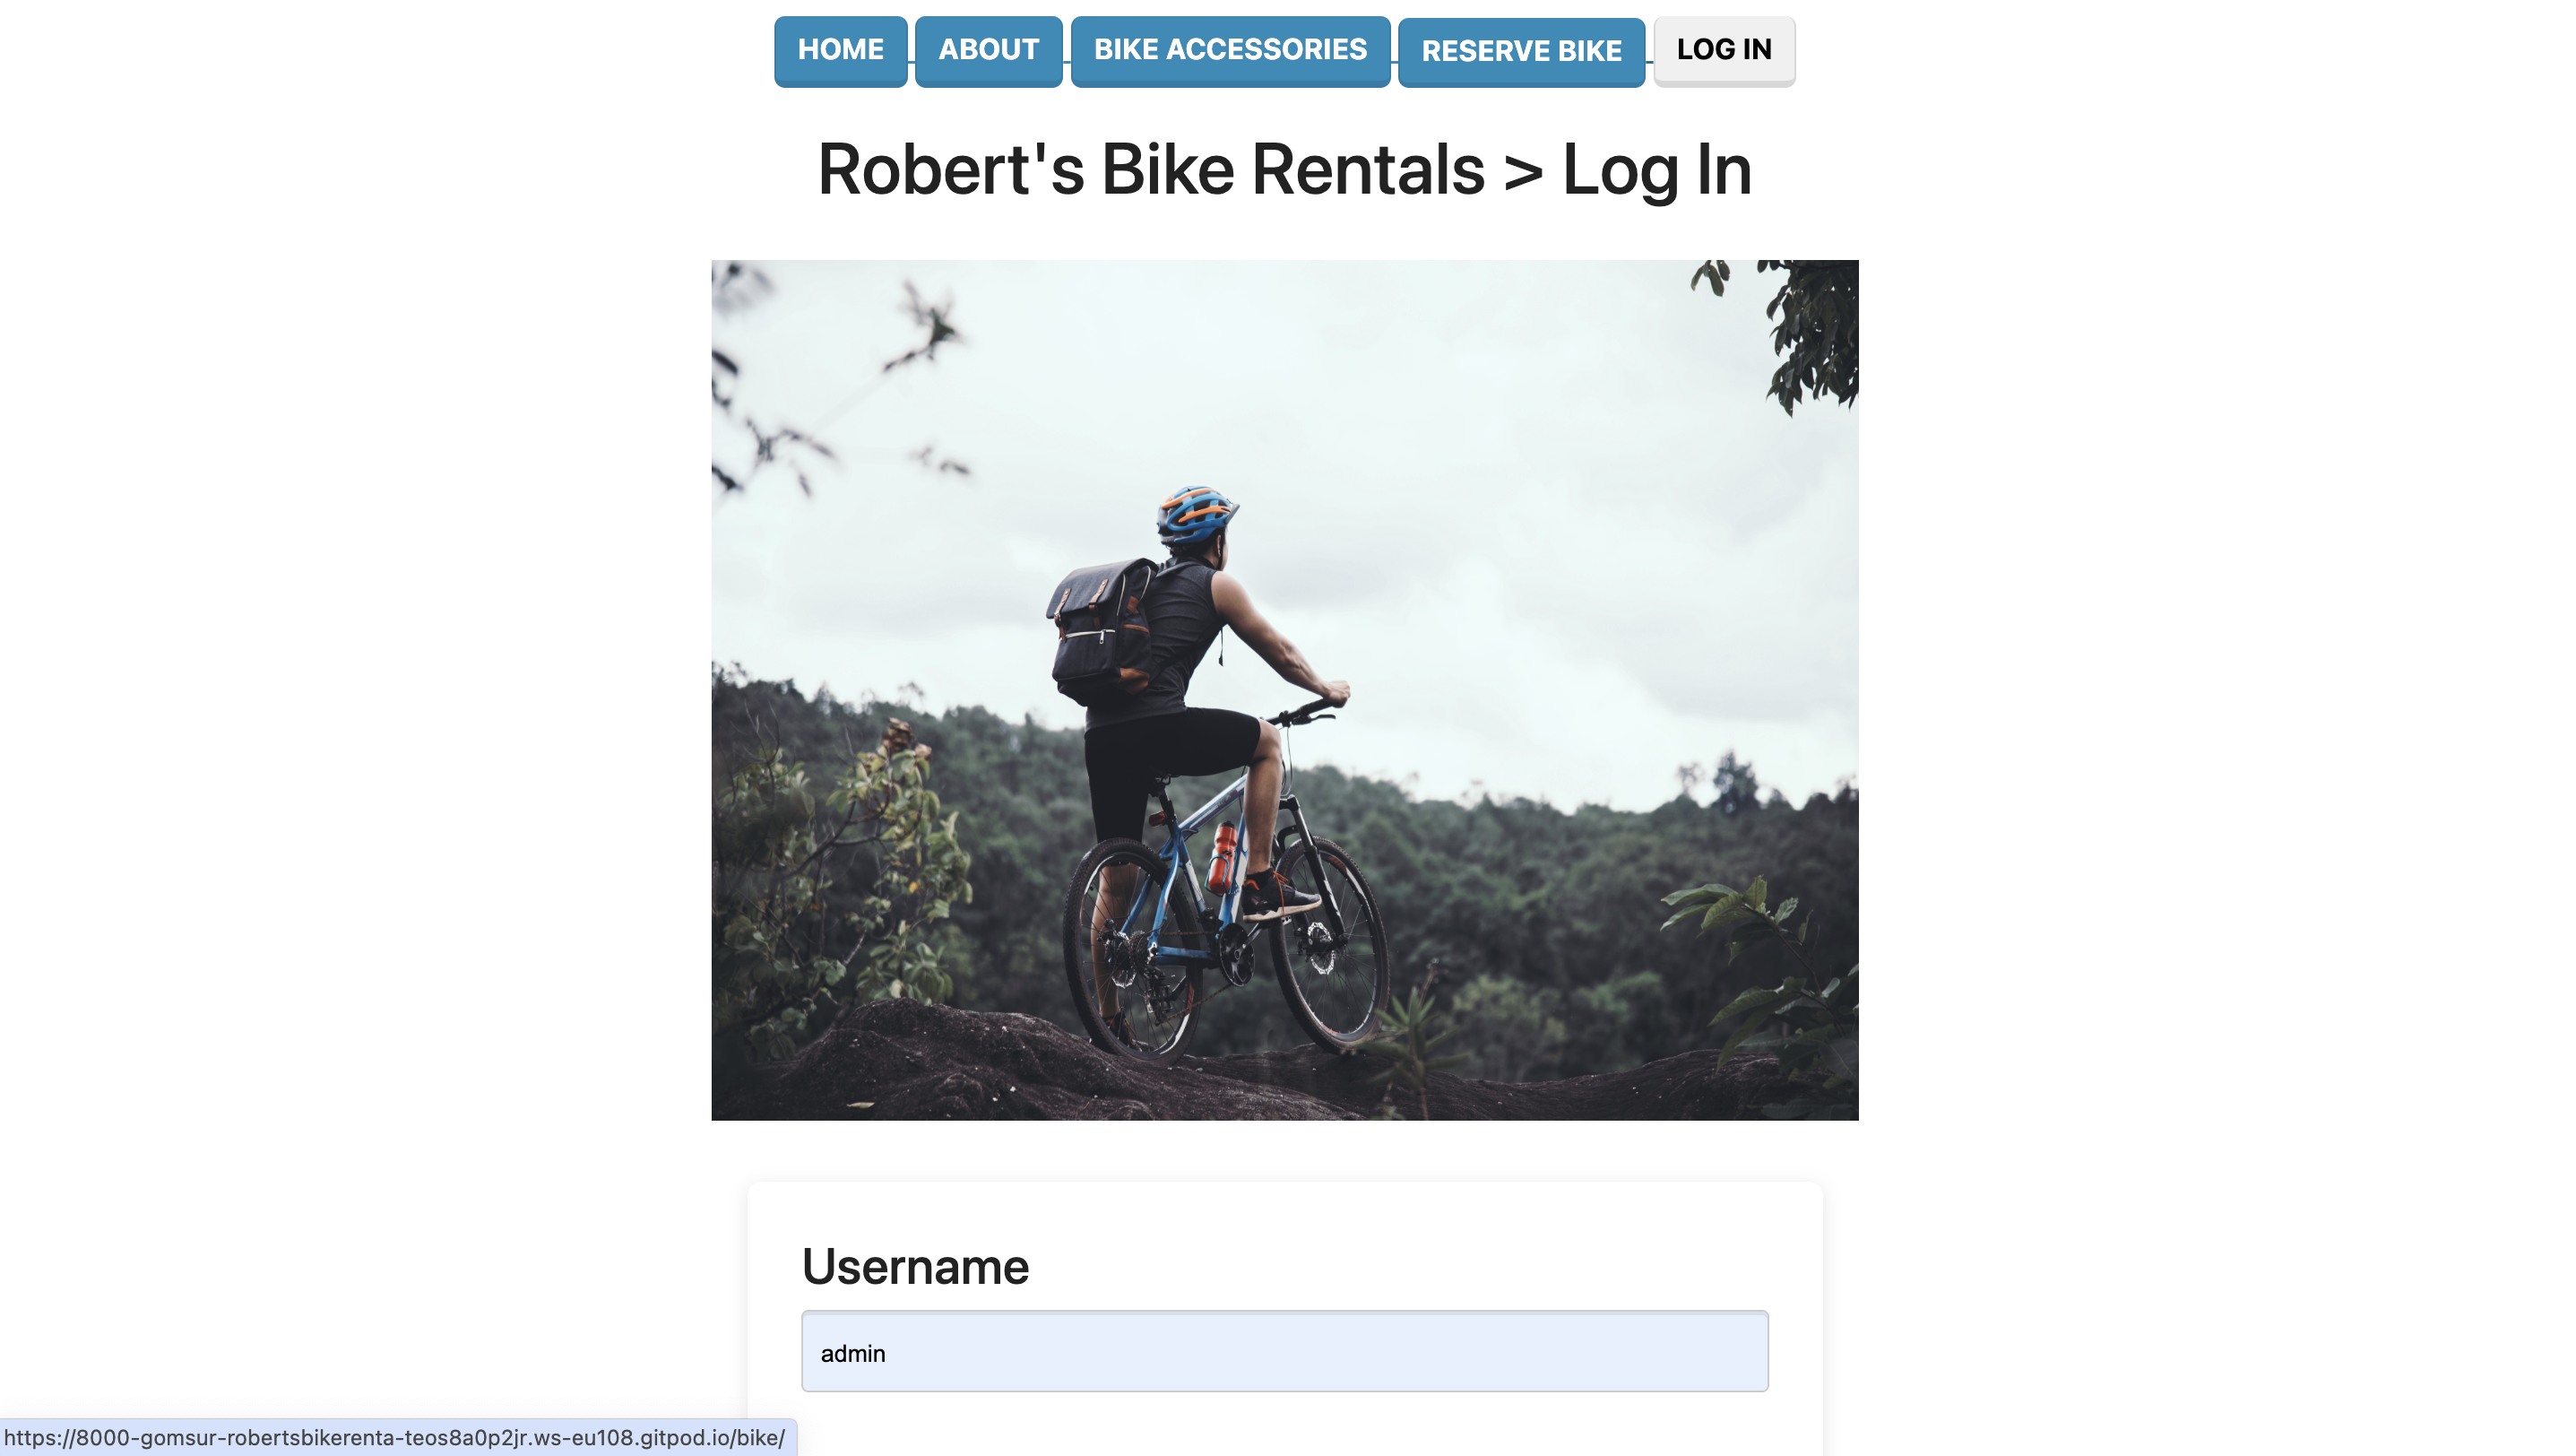 HOME ABOUT BIKE ACCESSORIES RESERVE BIKE LOG IN
Robert's Bike Rentals > Log In
Username
admin
https://8000-gomsur-robertsbikerenta-teos8a0p2jr.ws-eu108.gitpod.io/bike/